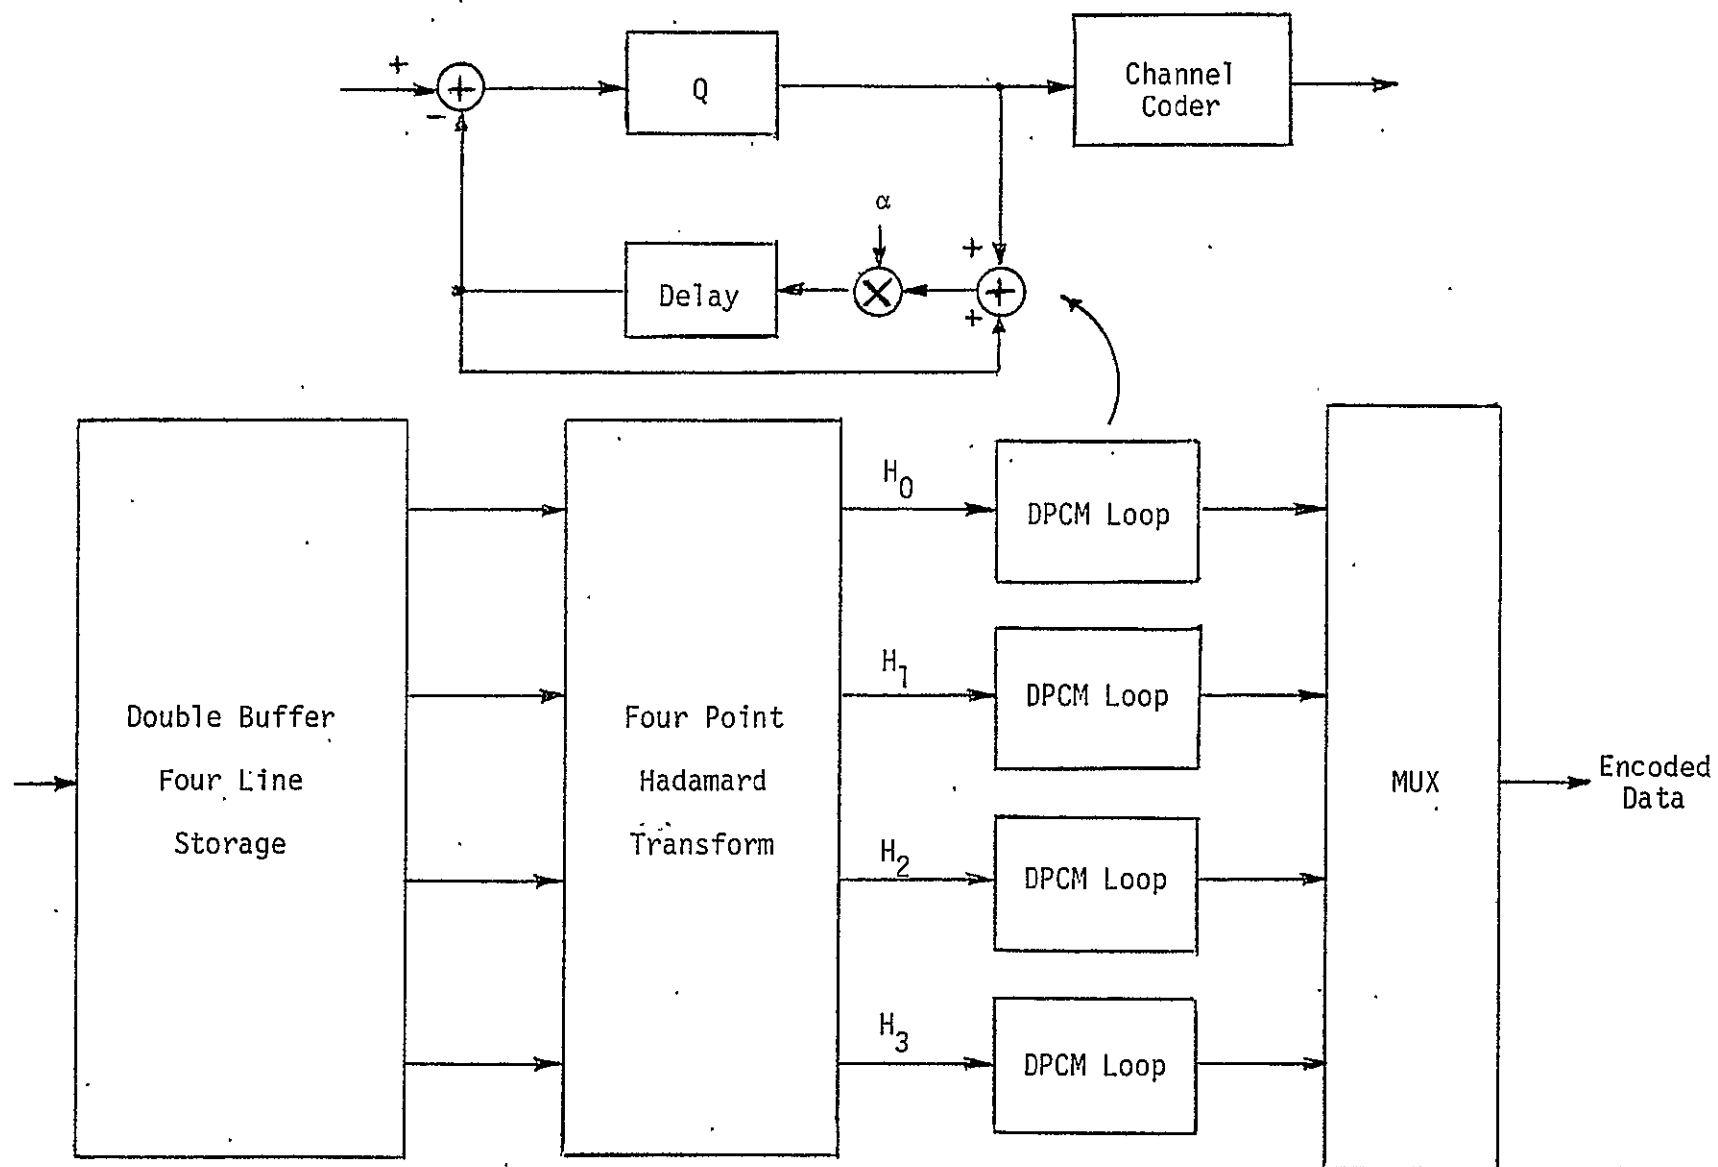 +
+
-
Q
Channel
Coder
α
Delay
×
+
+
+
Double Buffer
Four Line
Storage
Four Point
Hadamard
Transform
H0
DPCM Loop
H1
DPCM Loop
H2
DPCM Loop
H3
DPCM Loop
MUX
Encoded
Data